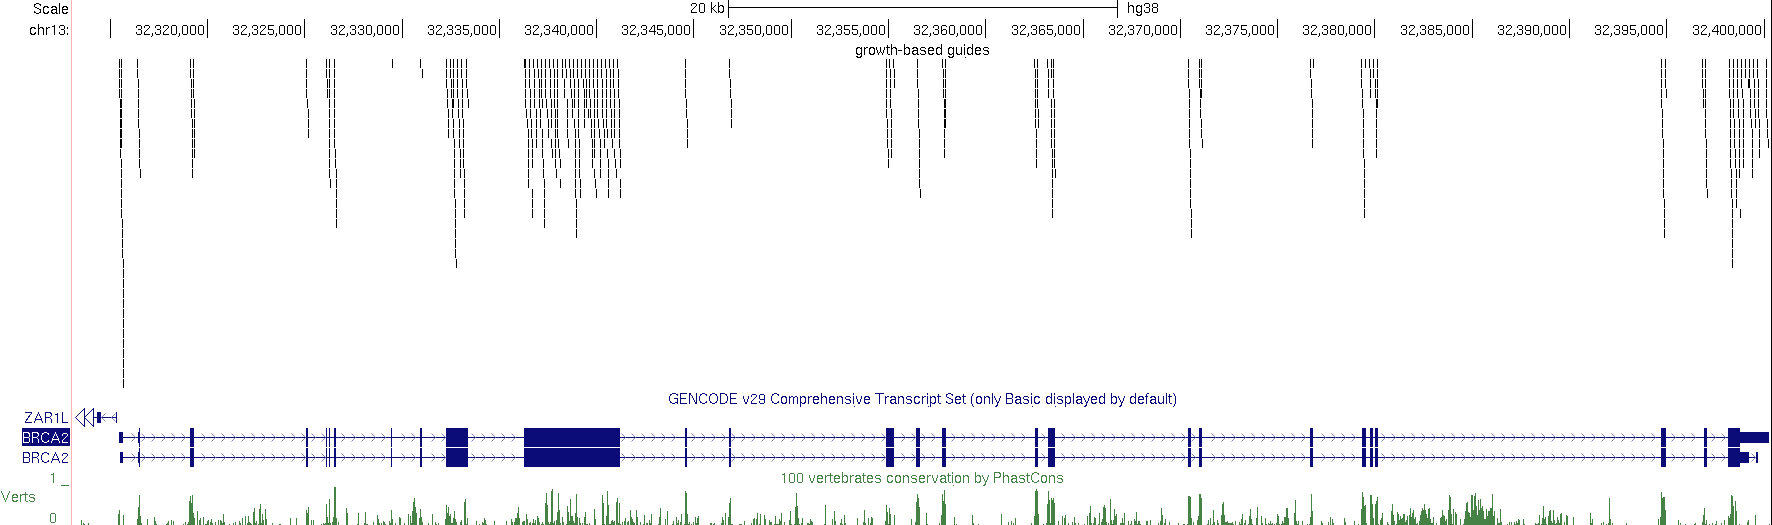 Scale 20 kb hg38
chr13: 32,320,000 32,325,000 32,330,000 32,335,000 32,340,000 32,345,000 32,350,000 32,355,000 32,360,000 32,365,000 32,370,000 32,375,000 32,380,000 32,385,000 32,390,000 32,395,000 32,400,000
growth-based guides
GENCODE v29 Comprehensive Transcript Set (only Basic displayed by default)
ZAR1L
BRCA2
BRCA2
100 vertebrates conservation by PhastCons
1 _
Verts
0